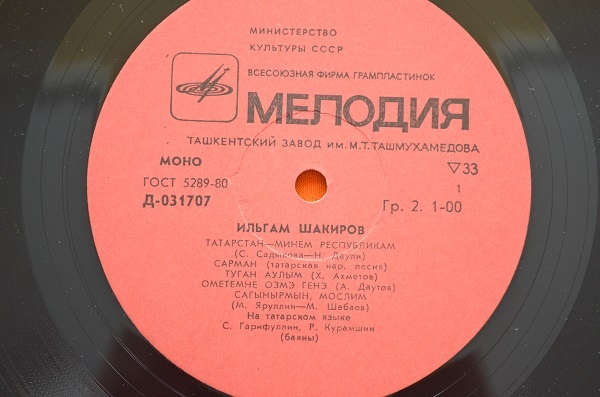 МИНИСТЕРСТВО
КУЛЬТУРЫ СССР
ВСЕСОЮЗНАЯ ФИРМА ГРАМПЛАСТИНОК
МЕЛОДИЯ
ТАШКЕНТСКИЙ ЗАВОД ИМ. М.Т. ТАШМУХАМЕДОВА
МОНО
▽33
ГОСТ 5289-80
1
Д-031707
Гр. 2. 1-00
ИЛЬГАМ ШАКИРОВ
ТАТАРСТАН—МИНЕМ РЕСПУБЛИКАМ
(С. Садыкова—Н. Даули)
САРМАН (татарская нар. песня)
ТУГАН АУЛЫМ (Х. Ахметов)
ОМЕТЕМНЕ ОЗМЭ ГЕНЭ (А. Даутов)
САГЫНЫРМЫН, МОСЛИМ
(М. Яруллин—М. Шабаев)
На татарском языке
С. Гарифуллин, Р. Курамшин
(баяны)